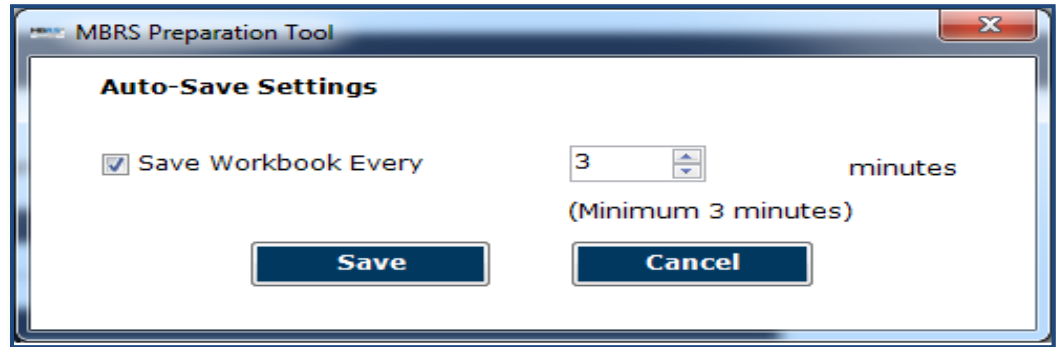 MBRS Preparation Tool
Auto-Save Settings
Save Workbook Every 3 minutes
(Minimum 3 minutes)
Save Cancel